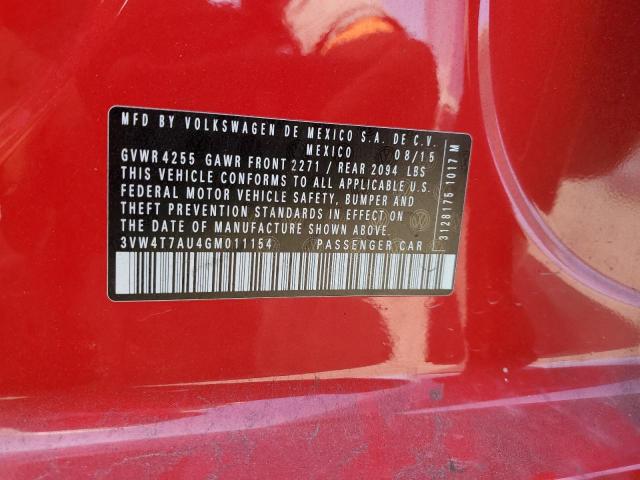 MFD BY VOLKSWAGEN DE MEXICO S.A. DE C.V.
MEXICO 08/15
GVWR 4255 GAWR FRONT 2271 / REAR 2094 LBS
THIS VEHICLE CONFORMS TO ALL APPLICABLE U.S.
FEDERAL MOTOR VEHICLE SAFETY, BUMPER AND
THEFT PREVENTION STANDARDS IN EFFECT ON
THE DATE OF MANUFACTURE SHOWN ABOVE.
3VW4T7AU4GM011154 PASSENGER CAR
3128178 1017 M